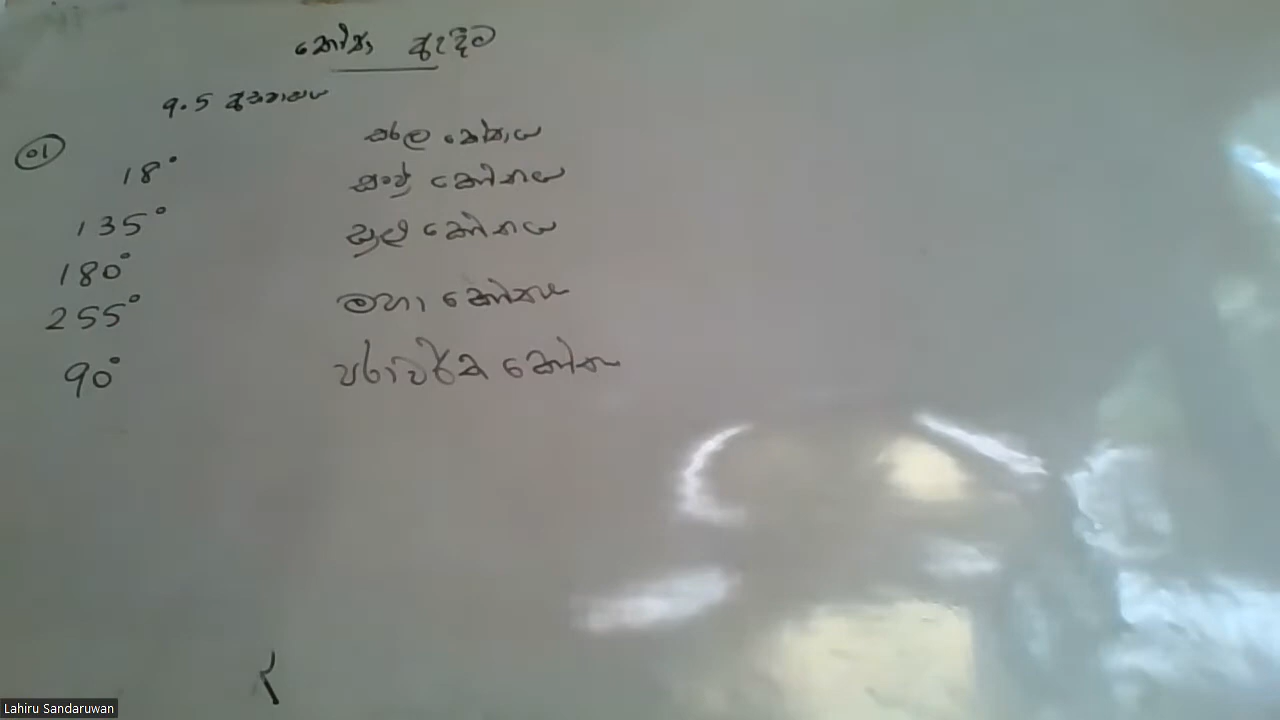 කෝණ ඇඳීම
9.5 අභ්‍යාසය
01
සරල කෝණය
18°
සෘජු කෝණය
135°
සුළු කෝණය
180°
මහා කෝණය
255°
පරාවර්ත කෝණය
90°
Lahiru Sandaruwan